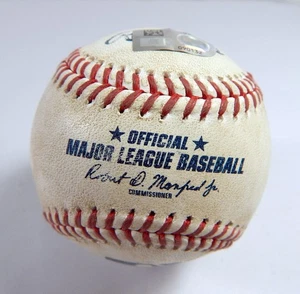 OFFICIAL
MAJOR LEAGUE BASEBALL
Robert D. Manfred Jr.
COMMISSIONER